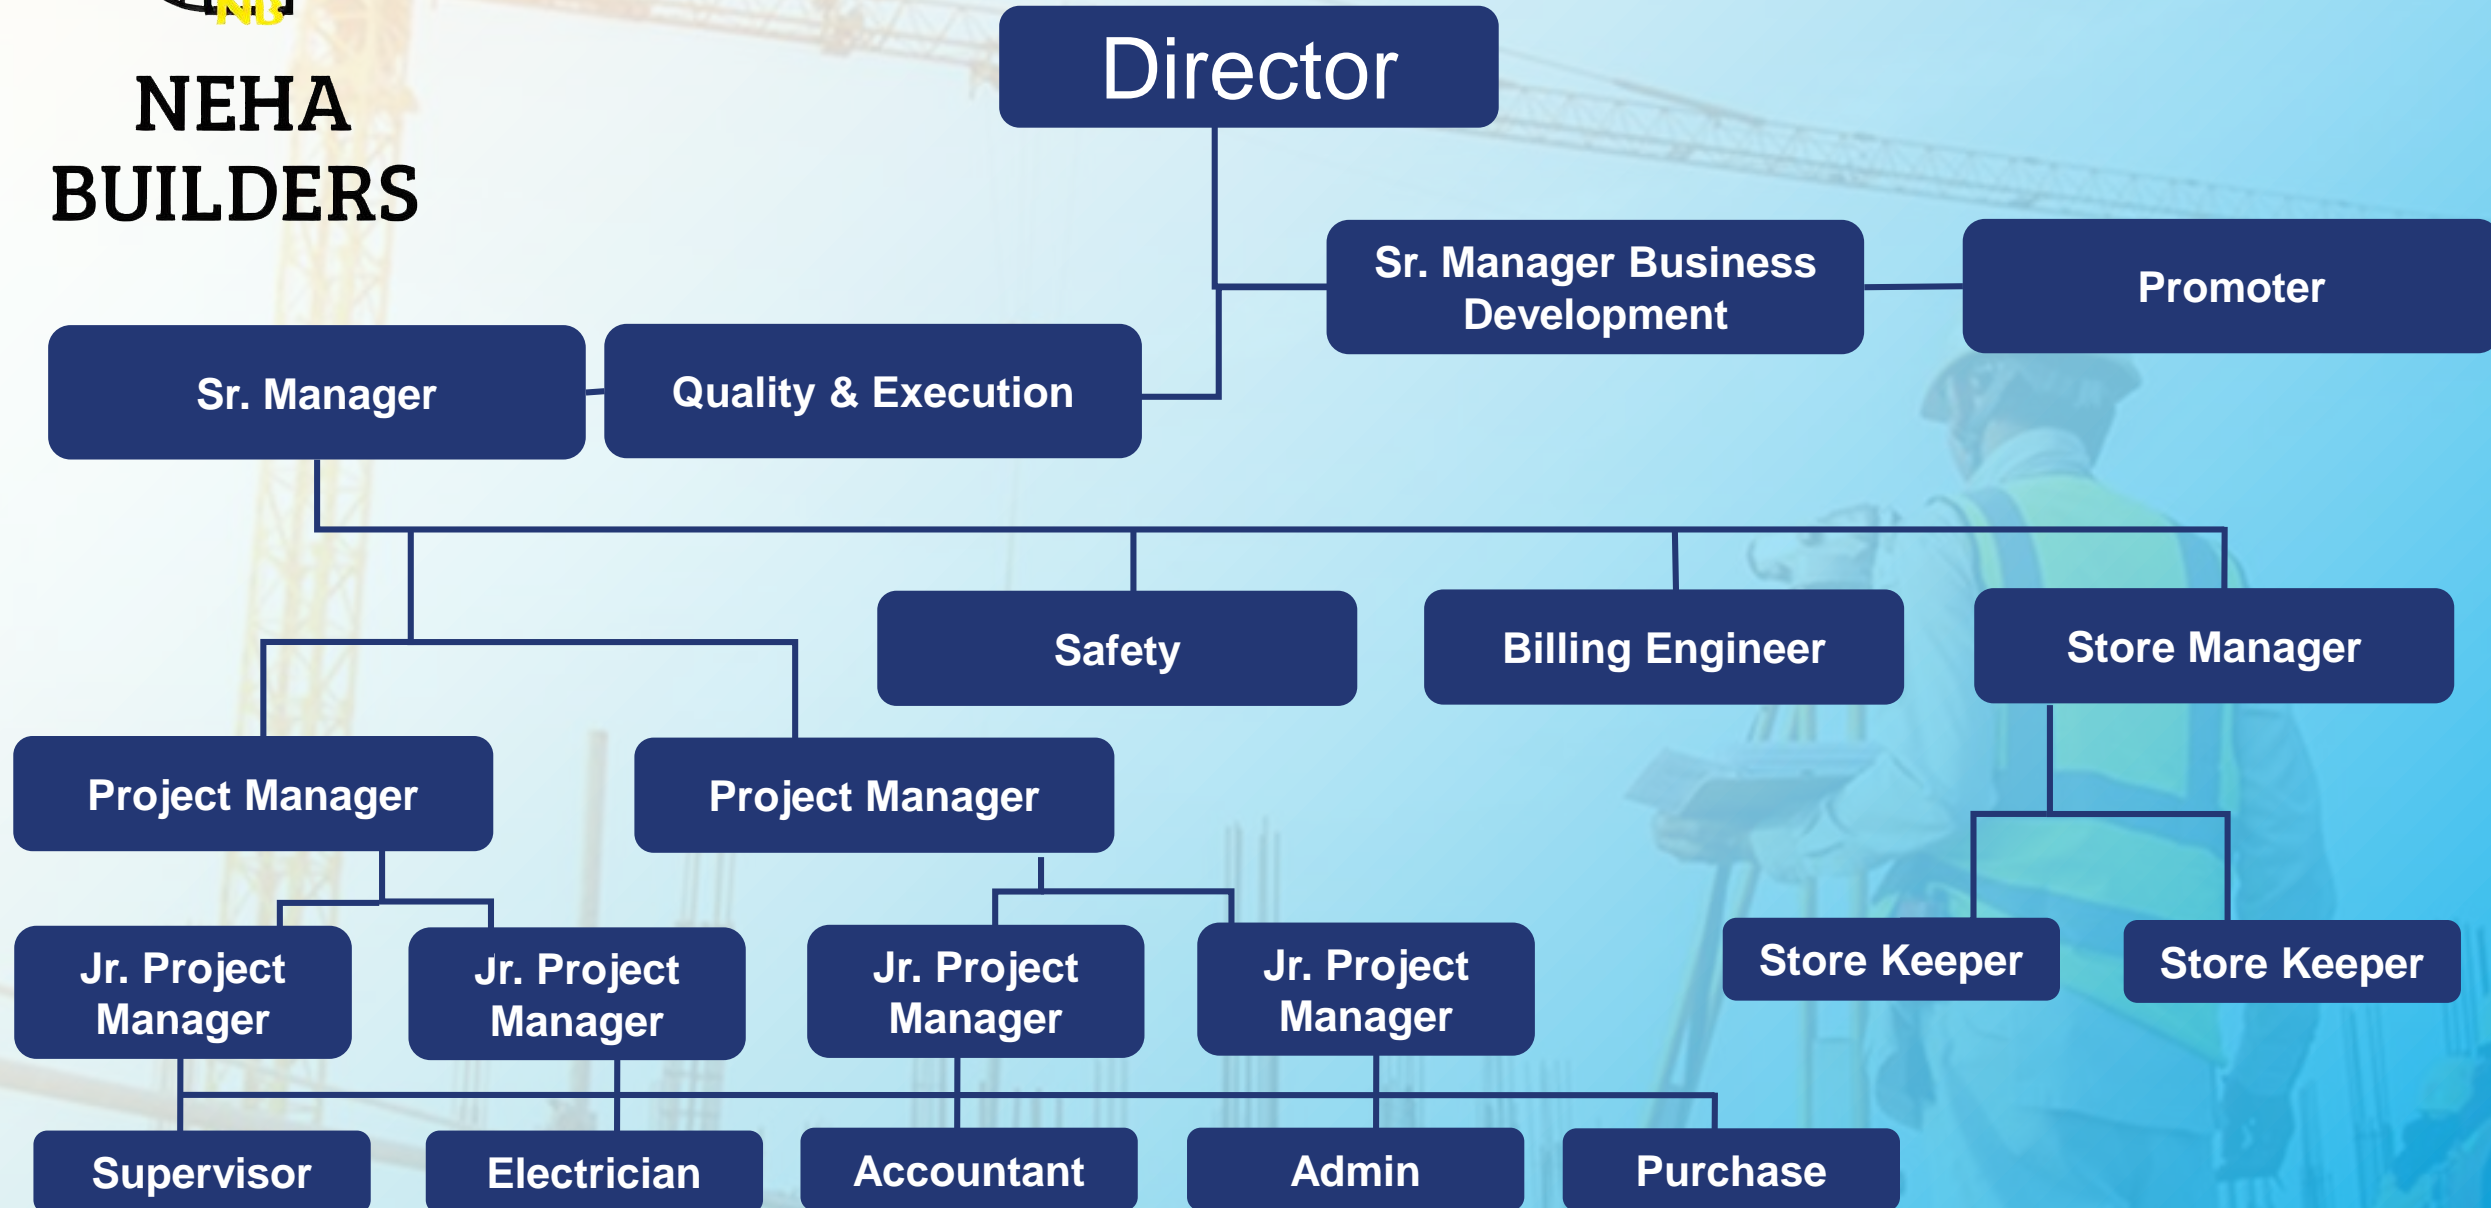 NB
NEHA
BUILDERS
Director
Sr. Manager Business
Development
Promoter
Sr. Manager
Quality & Execution
Safety
Billing Engineer
Store Manager
Project Manager
Project Manager
Jr. Project
Manager
Jr. Project
Manager
Jr. Project
Manager
Jr. Project
Manager
Store Keeper
Store Keeper
Supervisor
Electrician
Accountant
Admin
Purchase